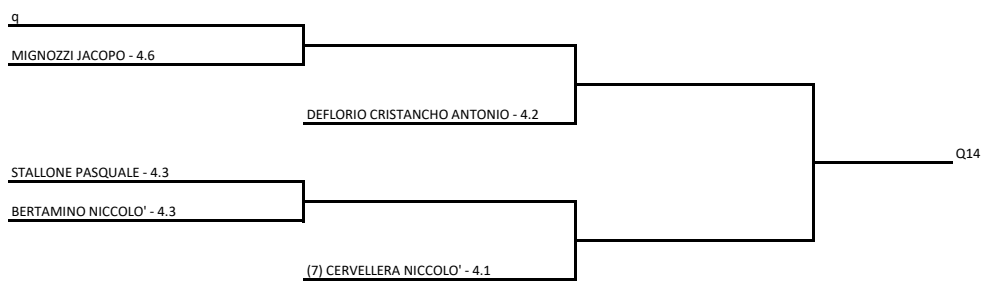 q
MIGNOZZI JACOPO - 4.6
DEFLORIO CRISTANCHO ANTONIO - 4.2
Q14
STALLONE PASQUALE - 4.3
BERTAMINO NICCOLO' - 4.3
(7) CERVELLERA NICCOLO' - 4.1